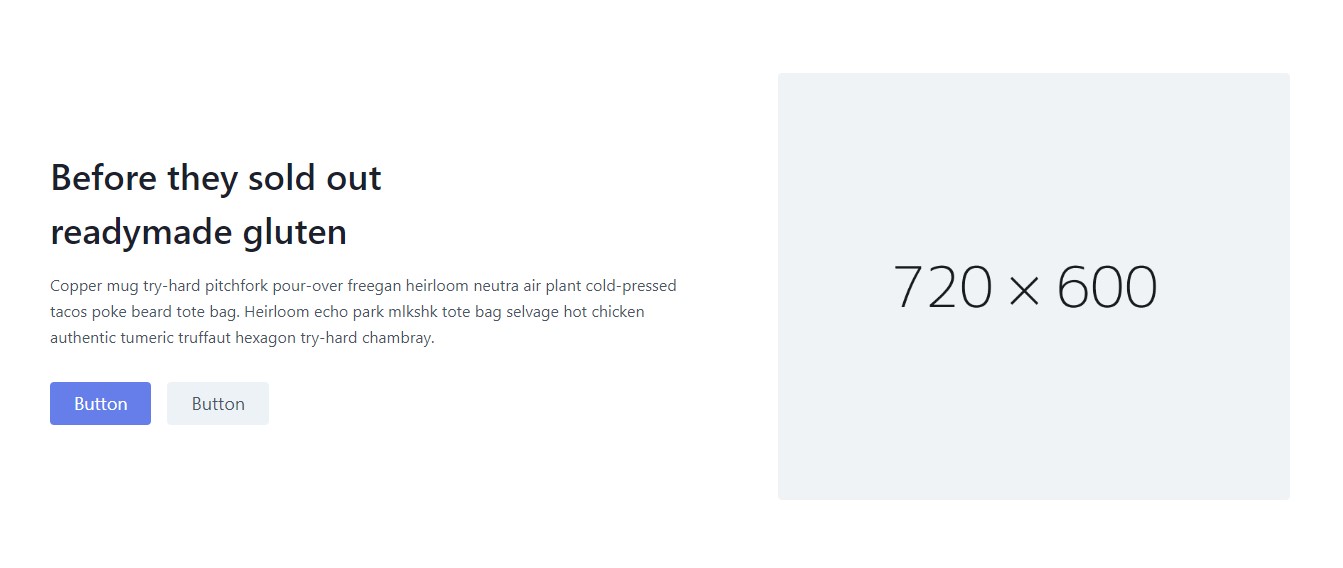 Before they sold out
readymade gluten
Copper mug try-hard pitchfork pour-over freegan heirloom neutra air plant cold-pressed
tacos poke beard tote bag. Heirloom echo park mlkshk tote bag selvage hot chicken
authentic tumeric truffaut hexagon try-hard chambray.
Button Button
720 × 600